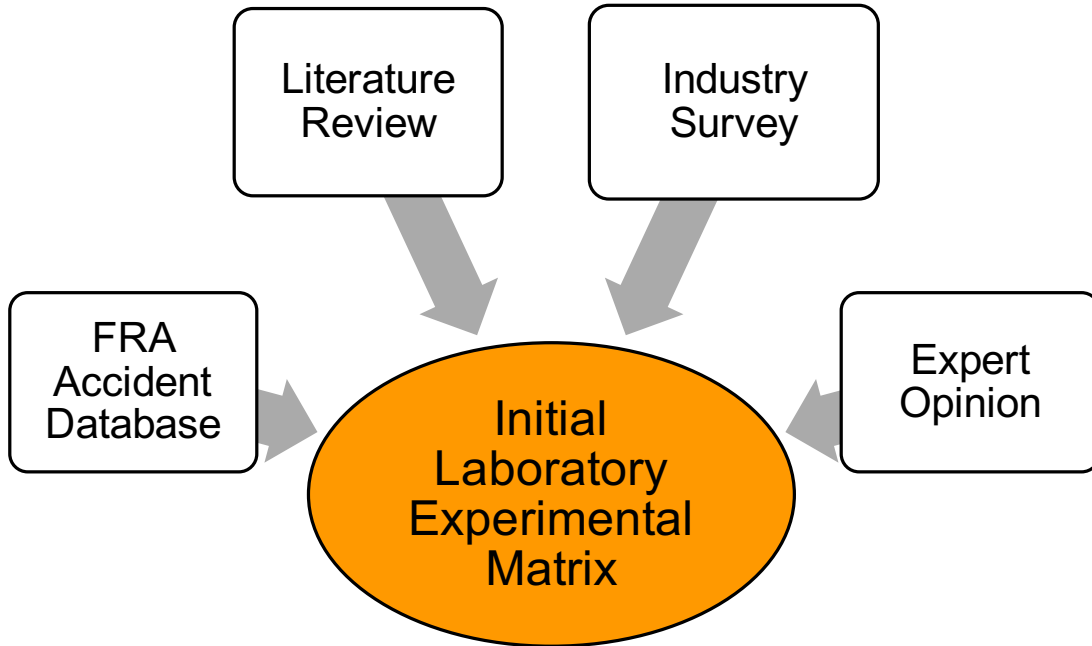 Literature
Review
Industry
Survey
FRA
Accident
Database
Expert
Opinion
Initial
Laboratory
Experimental
Matrix